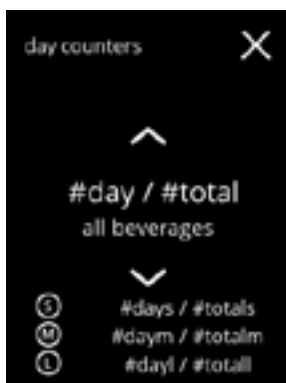 day counters
#day / #total
all beverages
S #days / #totals
M #daym / #totalm
L #dayl / #totall